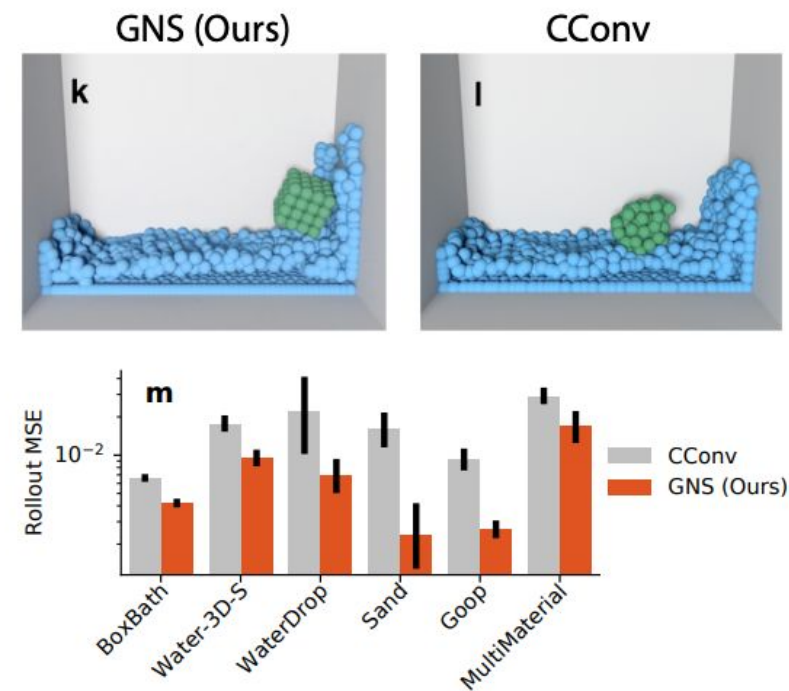 GNS (Ours)
CConv
k
l
m
Rollout MSE
10⁻²
CConv
GNS (Ours)
BoxBath
Water-3D-S
WaterDrop
Sand
Goop
MultiMaterial